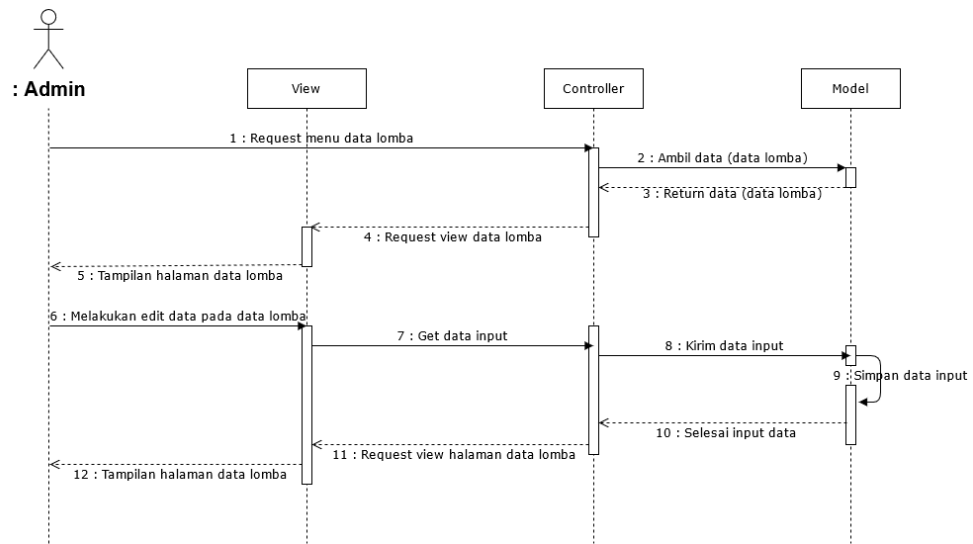 : Admin
View
Controller
Model
1 : Request menu data lomba
2 : Ambil data (data lomba)
3 : Return data (data lomba)
4 : Request view data lomba
5 : Tampilan halaman data lomba
6 : Melakukan edit data pada data lomba
7 : Get data input
8 : Kirim data input
9 : Simpan data input
10 : Selesai input data
11 : Request view halaman data lomba
12 : Tampilan halaman data lomba